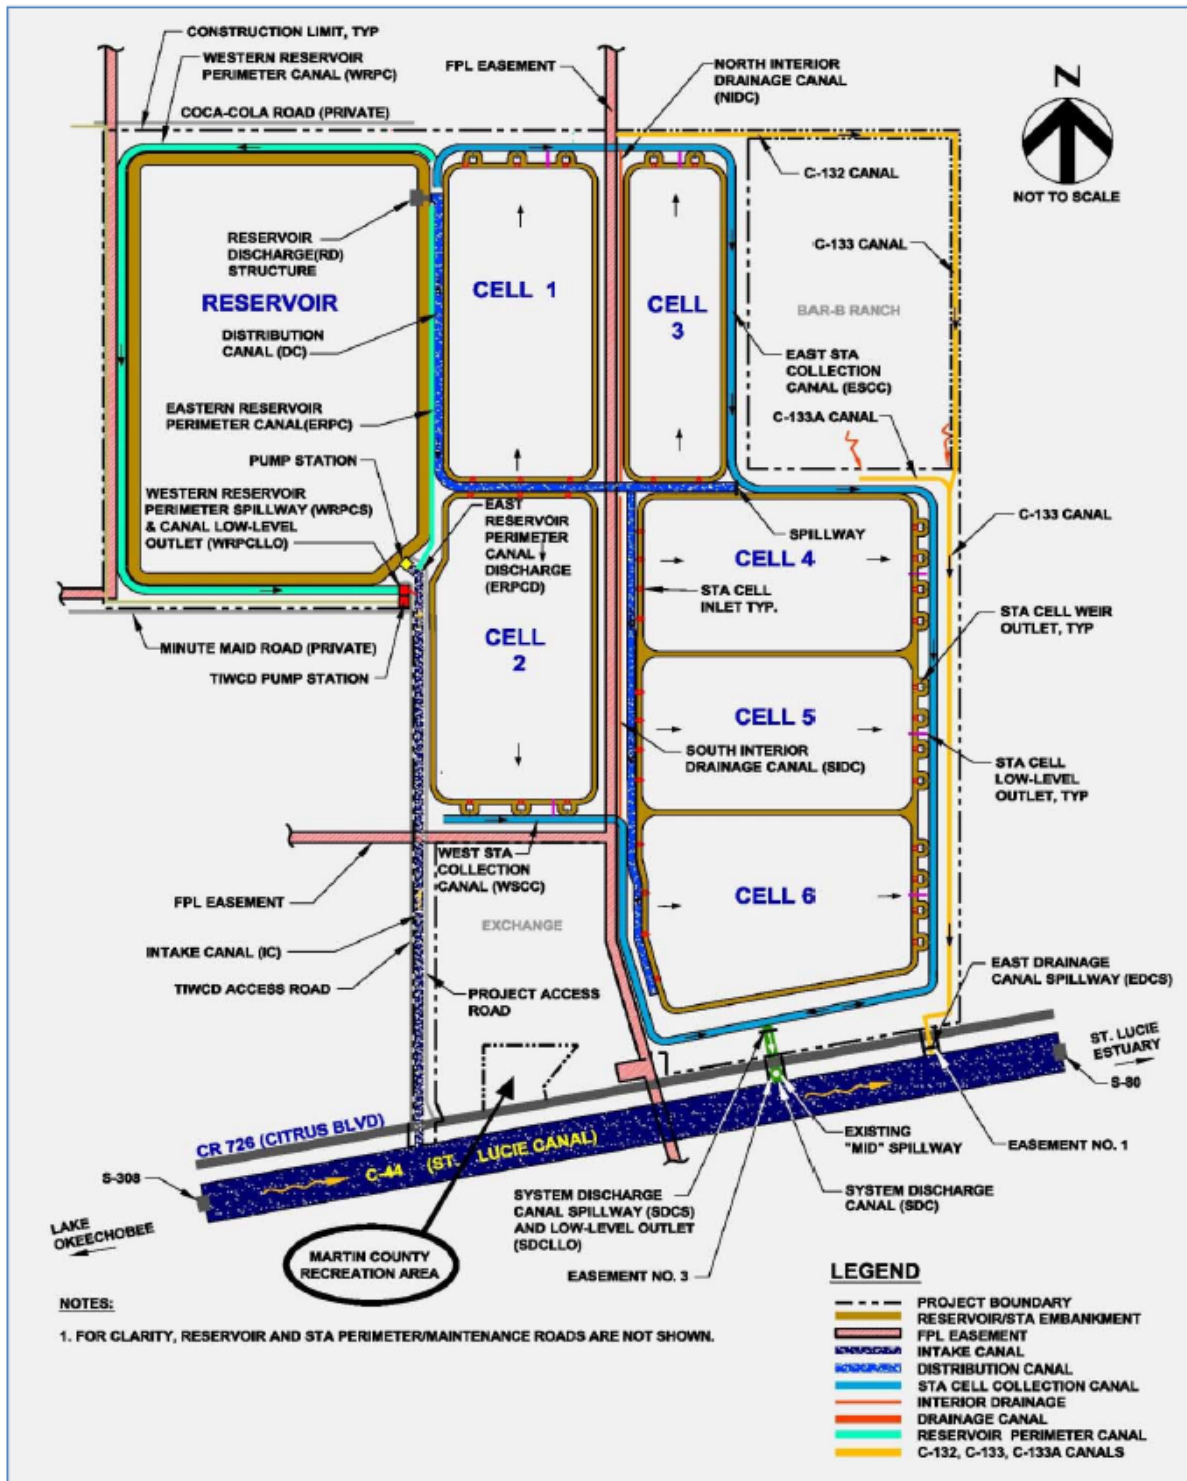 CONSTRUCTION LIMIT, TYP
WESTERN RESERVOIR
PERIMETER CANAL (WRPC)
COCA-COLA ROAD (PRIVATE)
FPL EASEMENT
NORTH INTERIOR
DRAINAGE CANAL
(NIDC)
N
NOT TO SCALE
C-132 CANAL
C-133 CANAL
RESERVOIR
DISCHARGE(RD)
STRUCTURE
RESERVOIR
CELL 1
CELL
3
BAR-B RANCH
DISTRIBUTION
CANAL (DC)
EAST STA
COLLECTION
CANAL (ESCC)
EASTERN RESERVOIR
PERIMETER CANAL(ERPC)
C-133A CANAL
PUMP STATION
WESTERN RESERVOIR
PERIMETER SPILLWAY (WRPCS)
& CANAL LOW-LEVEL
OUTLET (WRPCLLO)
EAST
RESERVOIR
PERIMETER
CANAL
DISCHARGE
(ERPCD)
SPILLWAY
C-133 CANAL
CELL 4
STA CELL
INLET TYP.
STA CELL WEIR
OUTLET, TYP
CELL
2
MINUTE MAID ROAD (PRIVATE)
TIWCD PUMP STATION
CELL 5
SOUTH INTERIOR
DRAINAGE CANAL (SIDC)
STA CELL
LOW-LEVEL
OUTLET, TYP
WEST STA
COLLECTION
CANAL (WSCC)
FPL EASEMENT
CELL 6
EXCHANGE
INTAKE CANAL (IC)
TIWCD ACCESS ROAD
PROJECT ACCESS
ROAD
EAST DRAINAGE
CANAL SPILLWAY (EDCS)
ST. LUCIE
ESTUARY
S-80
CR 726 (CITRUS BLVD)
C-44 (ST. LUCIE CANAL)
EXISTING
"MID" SPILLWAY
EASEMENT NO. 1
S-308
SYSTEM DISCHARGE
CANAL SPILLWAY (SDCS)
AND LOW-LEVEL OUTLET
(SDCLLO)
SYSTEM DISCHARGE
CANAL (SDC)
LAKE
OKEECHOBEE
MARTIN COUNTY
RECREATION AREA
EASEMENT NO. 3
NOTES:
1. FOR CLARITY, RESERVOIR AND STA PERIMETER/MAINTENANCE ROADS ARE NOT SHOWN.
LEGEND
PROJECT BOUNDARY
RESERVOIR/STA EMBANKMENT
FPL EASEMENT
INTAKE CANAL
DISTRIBUTION CANAL
STA CELL COLLECTION CANAL
INTERIOR DRAINAGE
DRAINAGE CANAL
RESERVOIR PERIMETER CANAL
C-132, C-133, C-133A CANALS